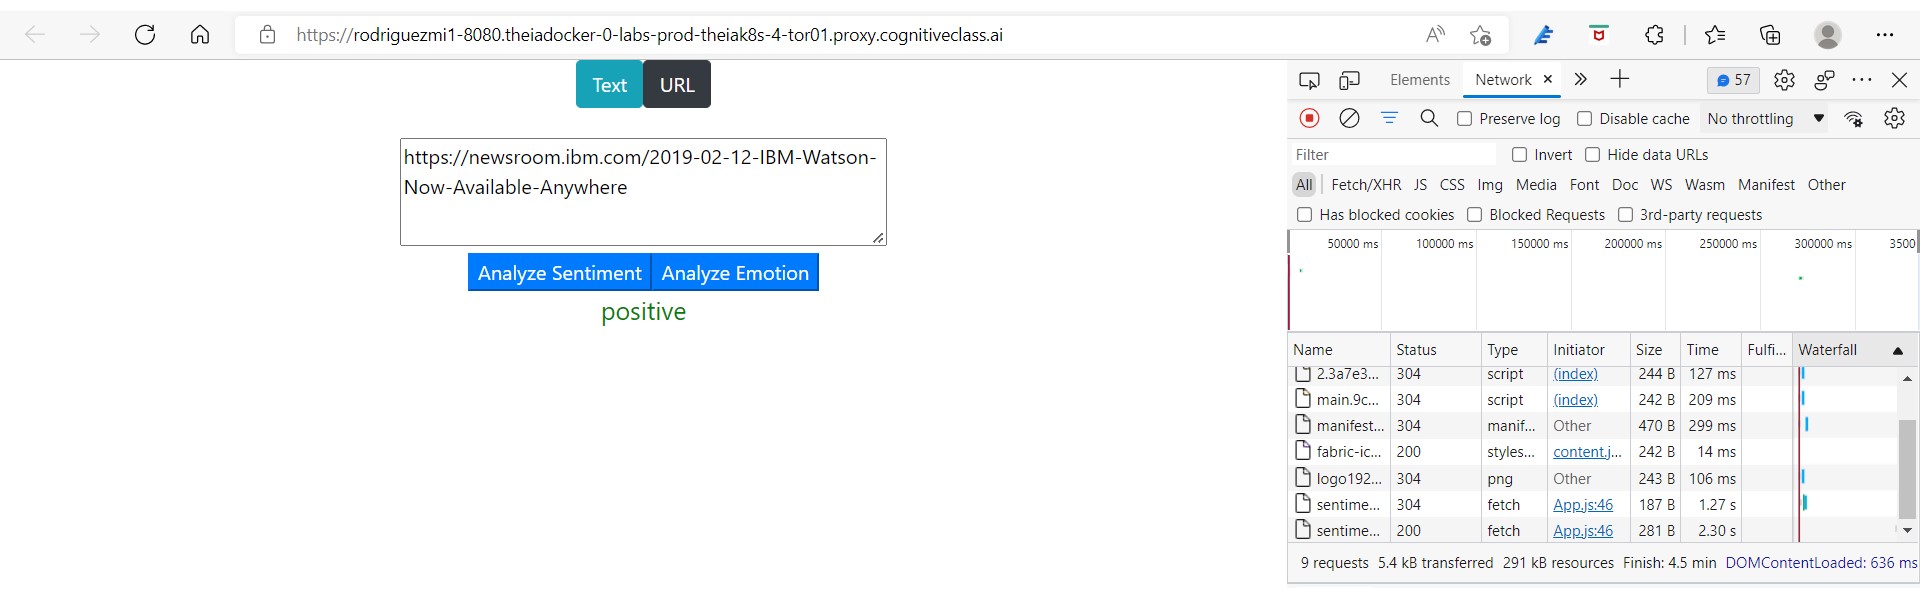 https://rodriguezmi1-8080.theiadocker-0-labs-prod-theiak8s-4-tor01.proxy.cognitiveclass.ai
Text URL
https://newsroom.ibm.com/2019-02-12-IBM-Watson-
Now-Available-Anywhere
Analyze Sentiment Analyze Emotion
positive
Elements Network 57
Preserve log Disable cache No throttling
Filter Invert Hide data URLs
All Fetch/XHR JS CSS Img Media Font Doc WS Wasm Manifest Other
Has blocked cookies Blocked Requests 3rd-party requests
50000 ms 100000 ms 150000 ms 200000 ms 250000 ms 300000 ms 3500
Name Status Type Initiator Size Time Fulfi... Waterfall
2.3a7e3... 304 script (index) 244 B 127 ms
main.9c... 304 script (index) 242 B 209 ms
manifest... 304 manif... Other 470 B 299 ms
fabric-ic... 200 styles... content.j... 242 B 14 ms
logo192... 304 png Other 243 B 106 ms
sentime... 304 fetch App.js:46 187 B 1.27 s
sentime... 200 fetch App.js:46 281 B 2.30 s
9 requests 5.4 kB transferred 291 kB resources Finish: 4.5 min DOMContentLoaded: 636 ms